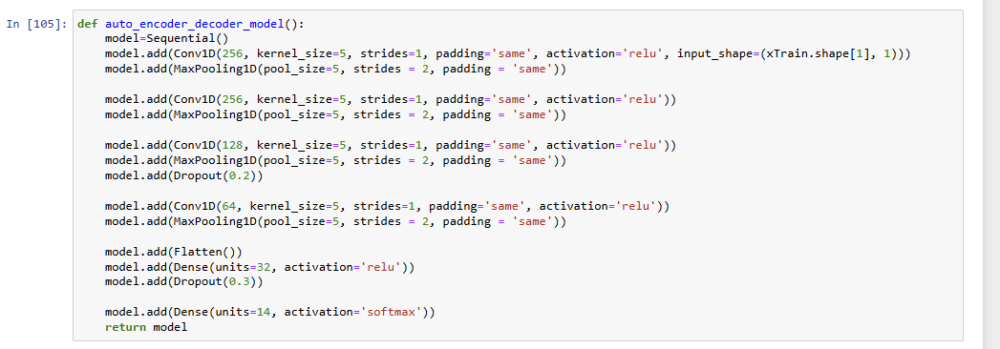 In [105]: def auto_encoder_decoder_model():
model=Sequential()
model.add(Conv1D(256, kernel_size=5, strides=1, padding='same', activation='relu', input_shape=(xTrain.shape[1], 1)))
model.add(MaxPooling1D(pool_size=5, strides = 2, padding = 'same'))
model.add(Conv1D(256, kernel_size=5, strides=1, padding='same', activation='relu'))
model.add(MaxPooling1D(pool_size=5, strides = 2, padding = 'same'))
model.add(Conv1D(128, kernel_size=5, strides=1, padding='same', activation='relu'))
model.add(MaxPooling1D(pool_size=5, strides = 2, padding = 'same'))
model.add(Dropout(0.2))
model.add(Conv1D(64, kernel_size=5, strides=1, padding='same', activation='relu'))
model.add(MaxPooling1D(pool_size=5, strides = 2, padding = 'same'))
model.add(Flatten())
model.add(Dense(units=32, activation='relu'))
model.add(Dropout(0.3))
model.add(Dense(units=14, activation='softmax'))
return model